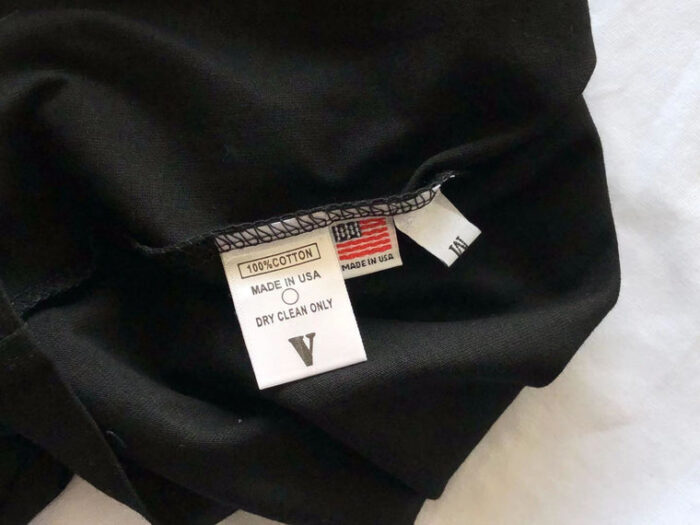 100%COTTON
MADE IN USA
DRY CLEAN ONLY
V
MADE IN USA
M